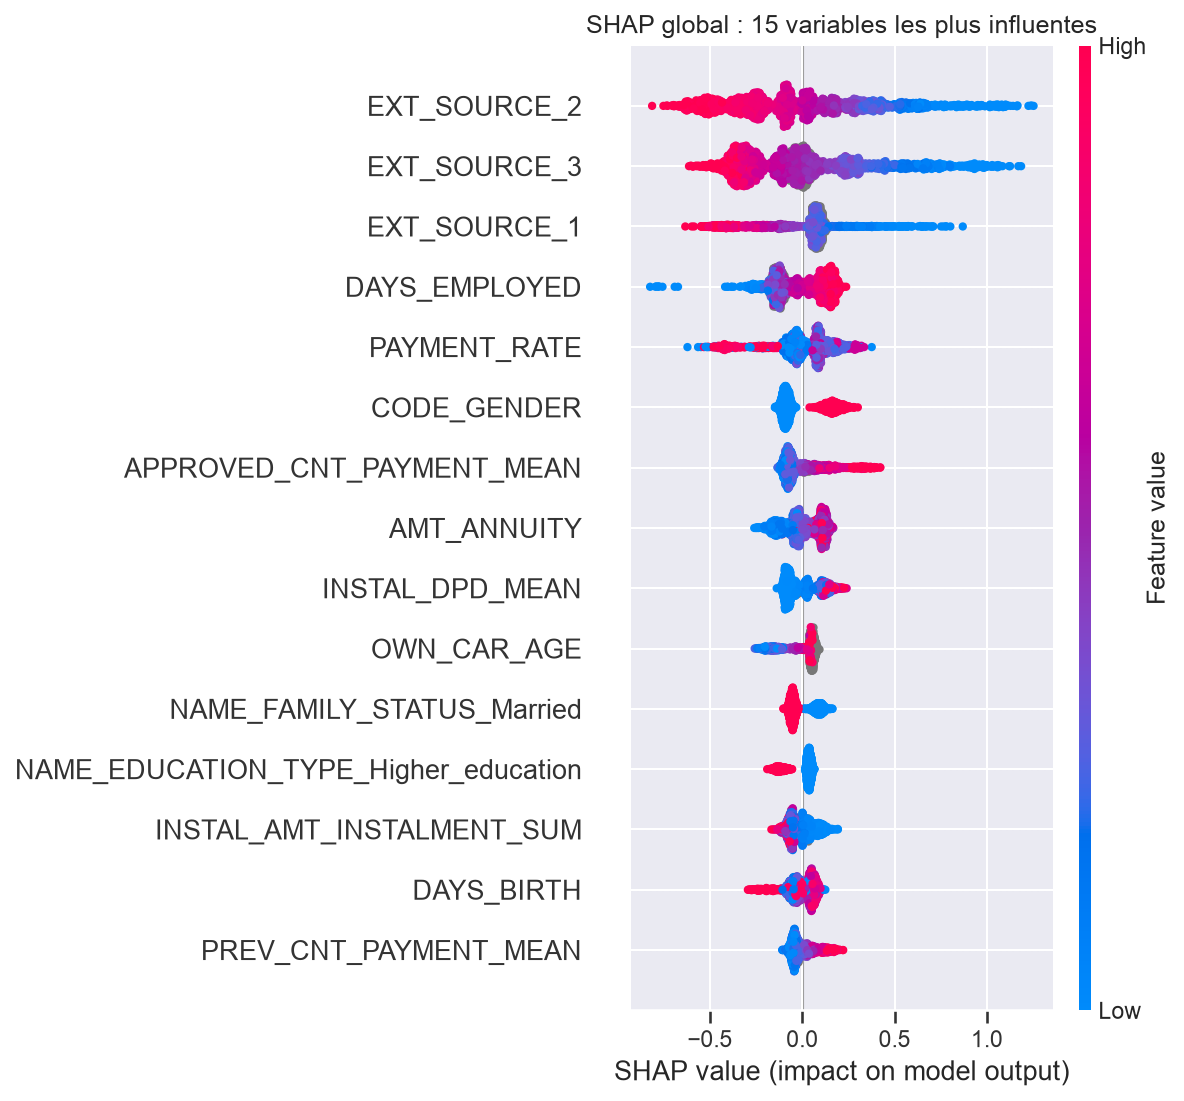 SHAP global : 15 variables les plus influentes
High
EXT_SOURCE_2
EXT_SOURCE_3
EXT_SOURCE_1
DAYS_EMPLOYED
PAYMENT_RATE
CODE_GENDER
APPROVED_CNT_PAYMENT_MEAN
AMT_ANNUITY
INSTAL_DPD_MEAN
OWN_CAR_AGE
NAME_FAMILY_STATUS_Married
NAME_EDUCATION_TYPE_Higher_education
INSTAL_AMT_INSTALMENT_SUM
DAYS_BIRTH
PREV_CNT_PAYMENT_MEAN
Feature value
Low
−0.5 0.0 0.5 1.0
SHAP value (impact on model output)